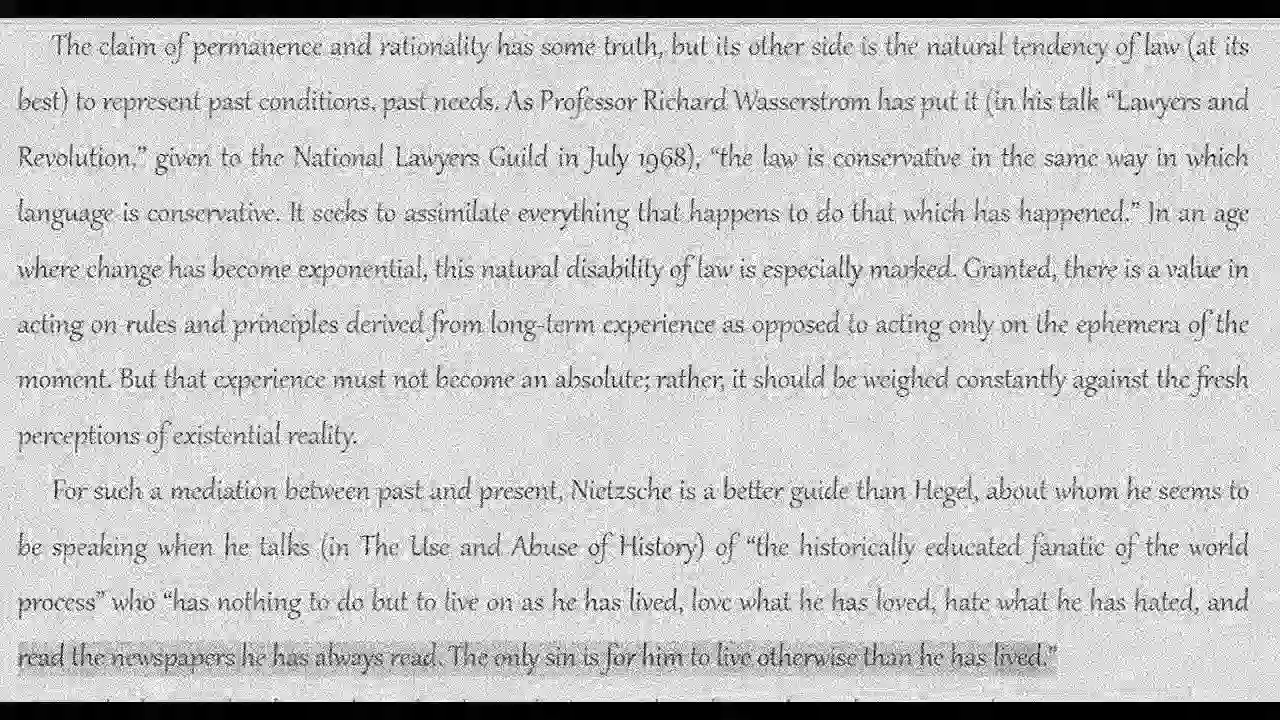 The claim of permanence and rationality has some truth, but its other side is the natural tendency of law (at its
best) to represent past conditions, past needs. As Professor Richard Wasserstrom has put it (in his talk “Lawyers and
Revolution,” given to the National Lawyers Guild in July 1968), “the law is conservative in the same way in which
language is conservative. It seeks to assimilate everything that happens to do that which has happened.” In an age
where change has become exponential, this natural disability of law is especially marked. Granted, there is a value in
acting on rules and principles derived from long-term experience as opposed to acting only on the ephemera of the
moment. But that experience must not become an absolute; rather, it should be weighed constantly against the fresh
perceptions of existential reality.
For such a mediation between past and present, Nietzsche is a better guide than Hegel, about whom he seems to
be speaking when he talks (in The Use and Abuse of History) of “the historically educated fanatic of the world
process” who “has nothing to do but to live on as he has lived, love what he has loved, hate what he has hated, and
read the newspapers he has always read. The only sin is for him to live otherwise than he has lived.”